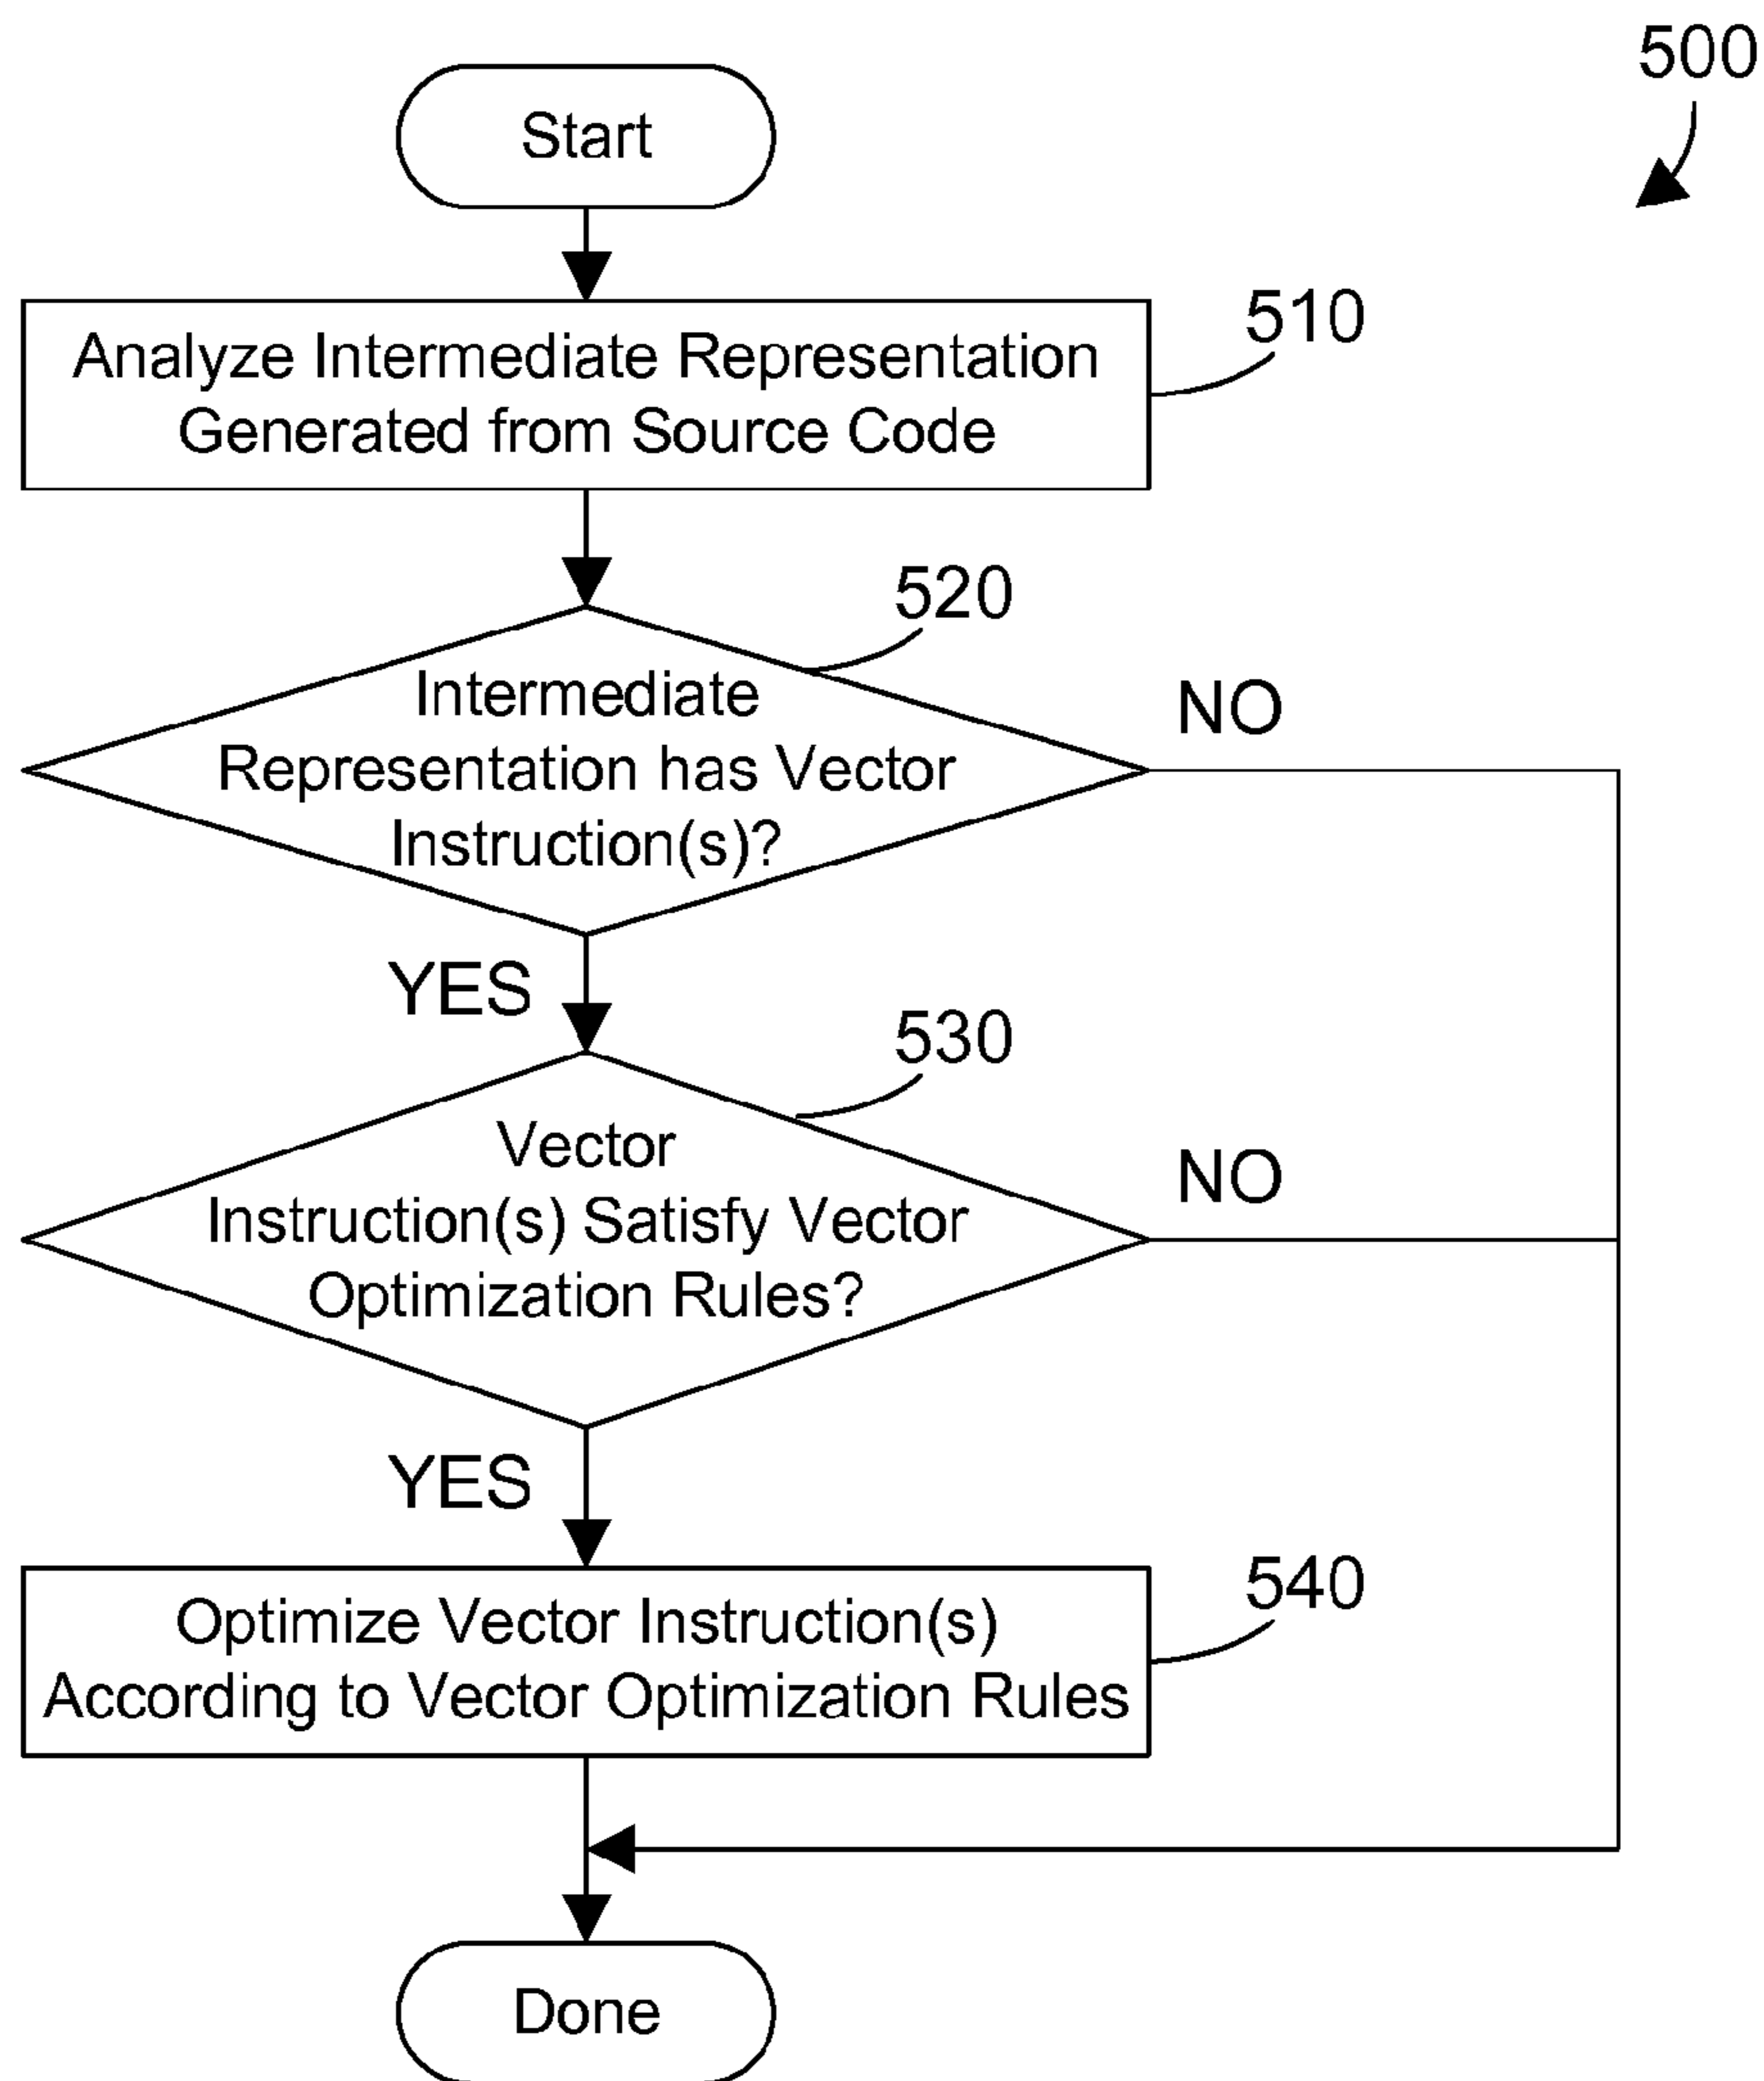 500
Start
510
Analyze Intermediate Representation
Generated from Source Code
520
Intermediate
Representation has Vector
Instruction(s)?
NO
YES
530
Vector
Instruction(s) Satisfy Vector
Optimization Rules?
NO
YES
540
Optimize Vector Instruction(s)
According to Vector Optimization Rules
Done